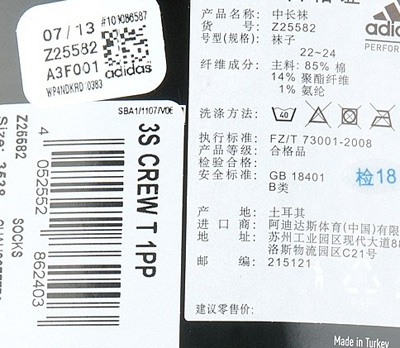 07 / 13
#101086587
Z25582
A3F001
adidas
WP4NDKRD
SBA1/1107/V0E
3S CREW T 1PP
Z25582
SOCKS
4 052552 862403
品 名: 中长袜
货 号: Z25582
号型(规格): 袜子
22~24
纤维成分: 主料: 85% 棉
14% 聚酯纤维
1% 氨纶
洗涤方法:
40
执行标准: FZ/T 73001-2008
产品等级: 合格品
检验合格:
检18
安全标准: GB 18401
B类
产 地: 土耳其
进 口 商: 阿迪达斯体育(中国)有限
地 址: 苏州工业园区现代大道88
洛斯物流园区C21号
邮 编: 215121
建议零售价:
adi
PERFORM
Made in Turkey